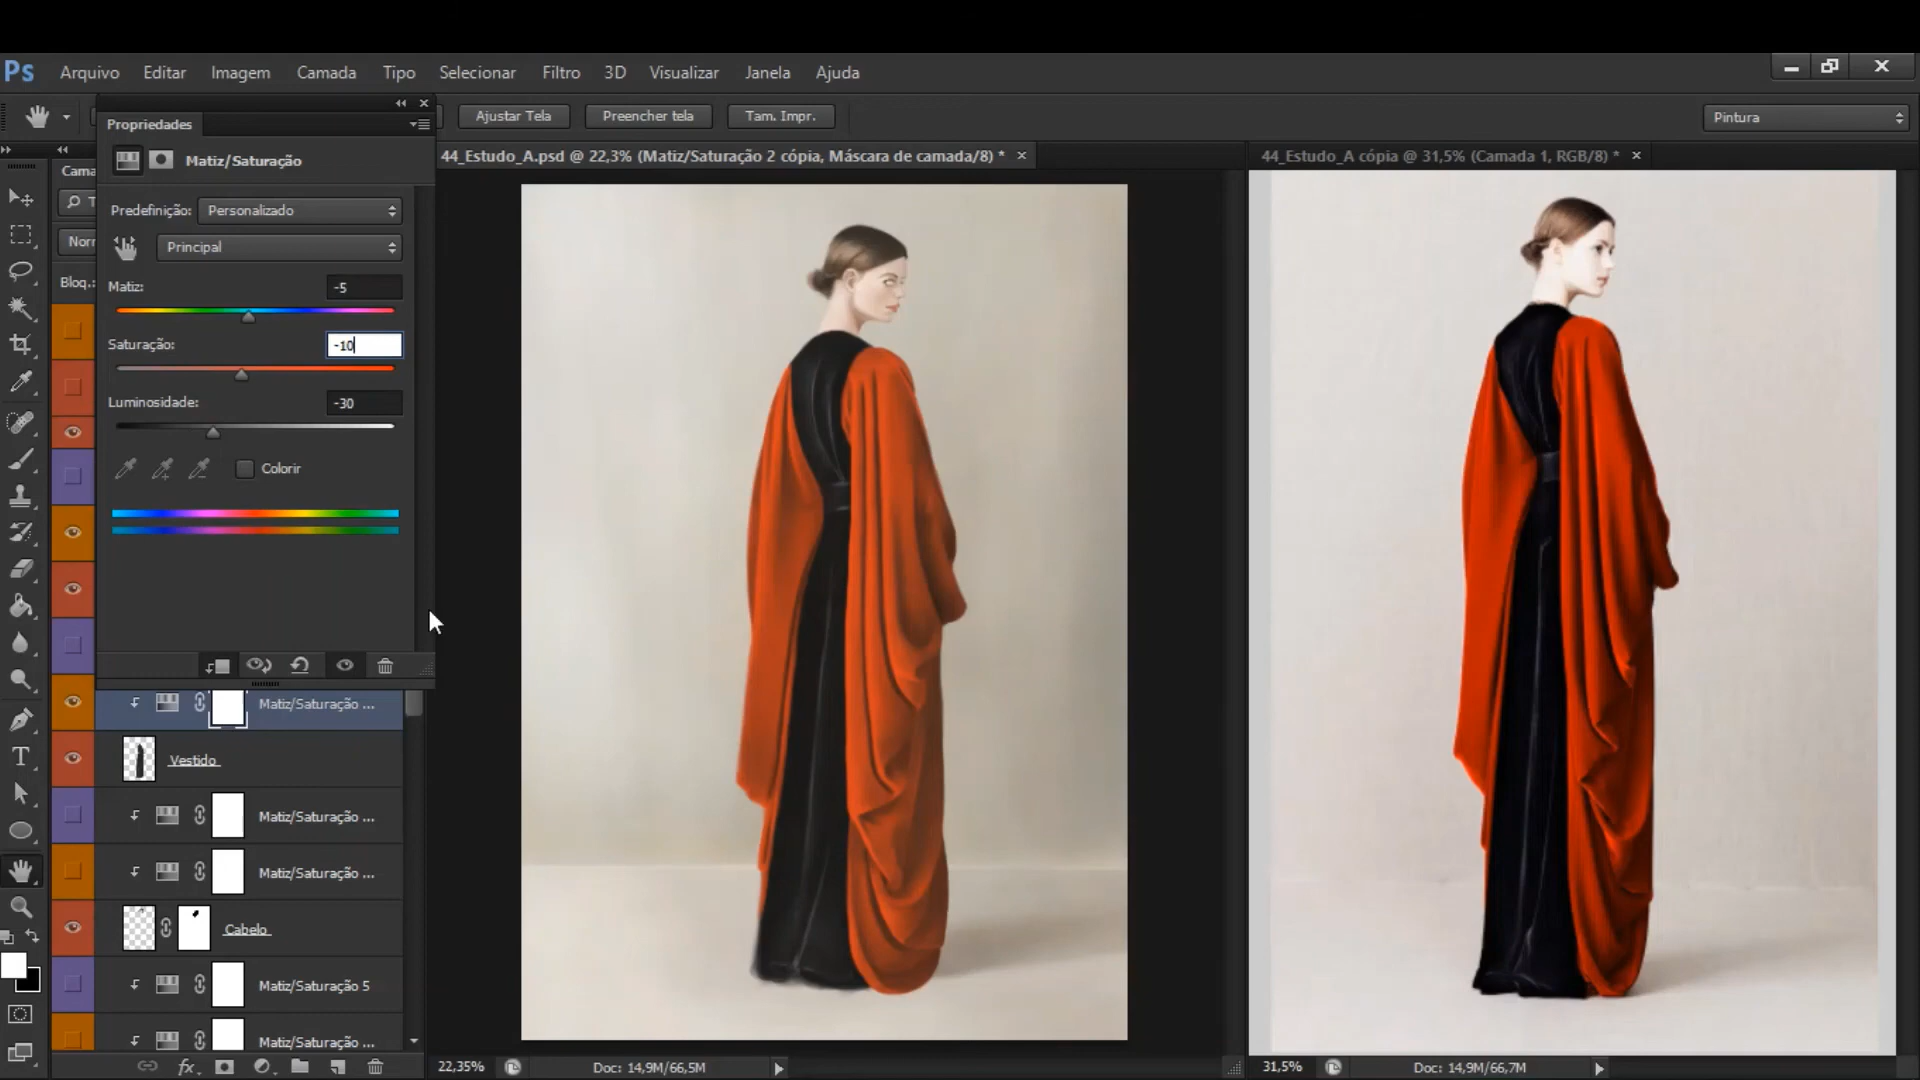 Ps Arquivo Editar Imagem Camada Tipo Selecionar Filtro 3D Visualizar Janela Ajuda
Ajustar Tela Preencher tela Tam. Impr. Pintura
Propriedades
Matiz/Saturação
Predefinição: Personalizado
Principal
Matiz: -5
Saturação: -10
Luminosidade: -30
Colorir
Cama
T
Norr
Bloq.:
Matiz/Saturação ...
Vestido
Matiz/Saturação ...
Matiz/Saturação ...
Cabelo
Matiz/Saturação 5
Matiz/Saturação ...
fx
44_Estudo_A.psd @ 22,3% (Matiz/Saturação 2 cópia, Máscara de camada/8) *
22,35% Doc: 14,9M/66,5M
44_Estudo_A cópia @ 31,5% (Camada 1, RGB/8) *
31,5% Doc: 14,9M/66,7M